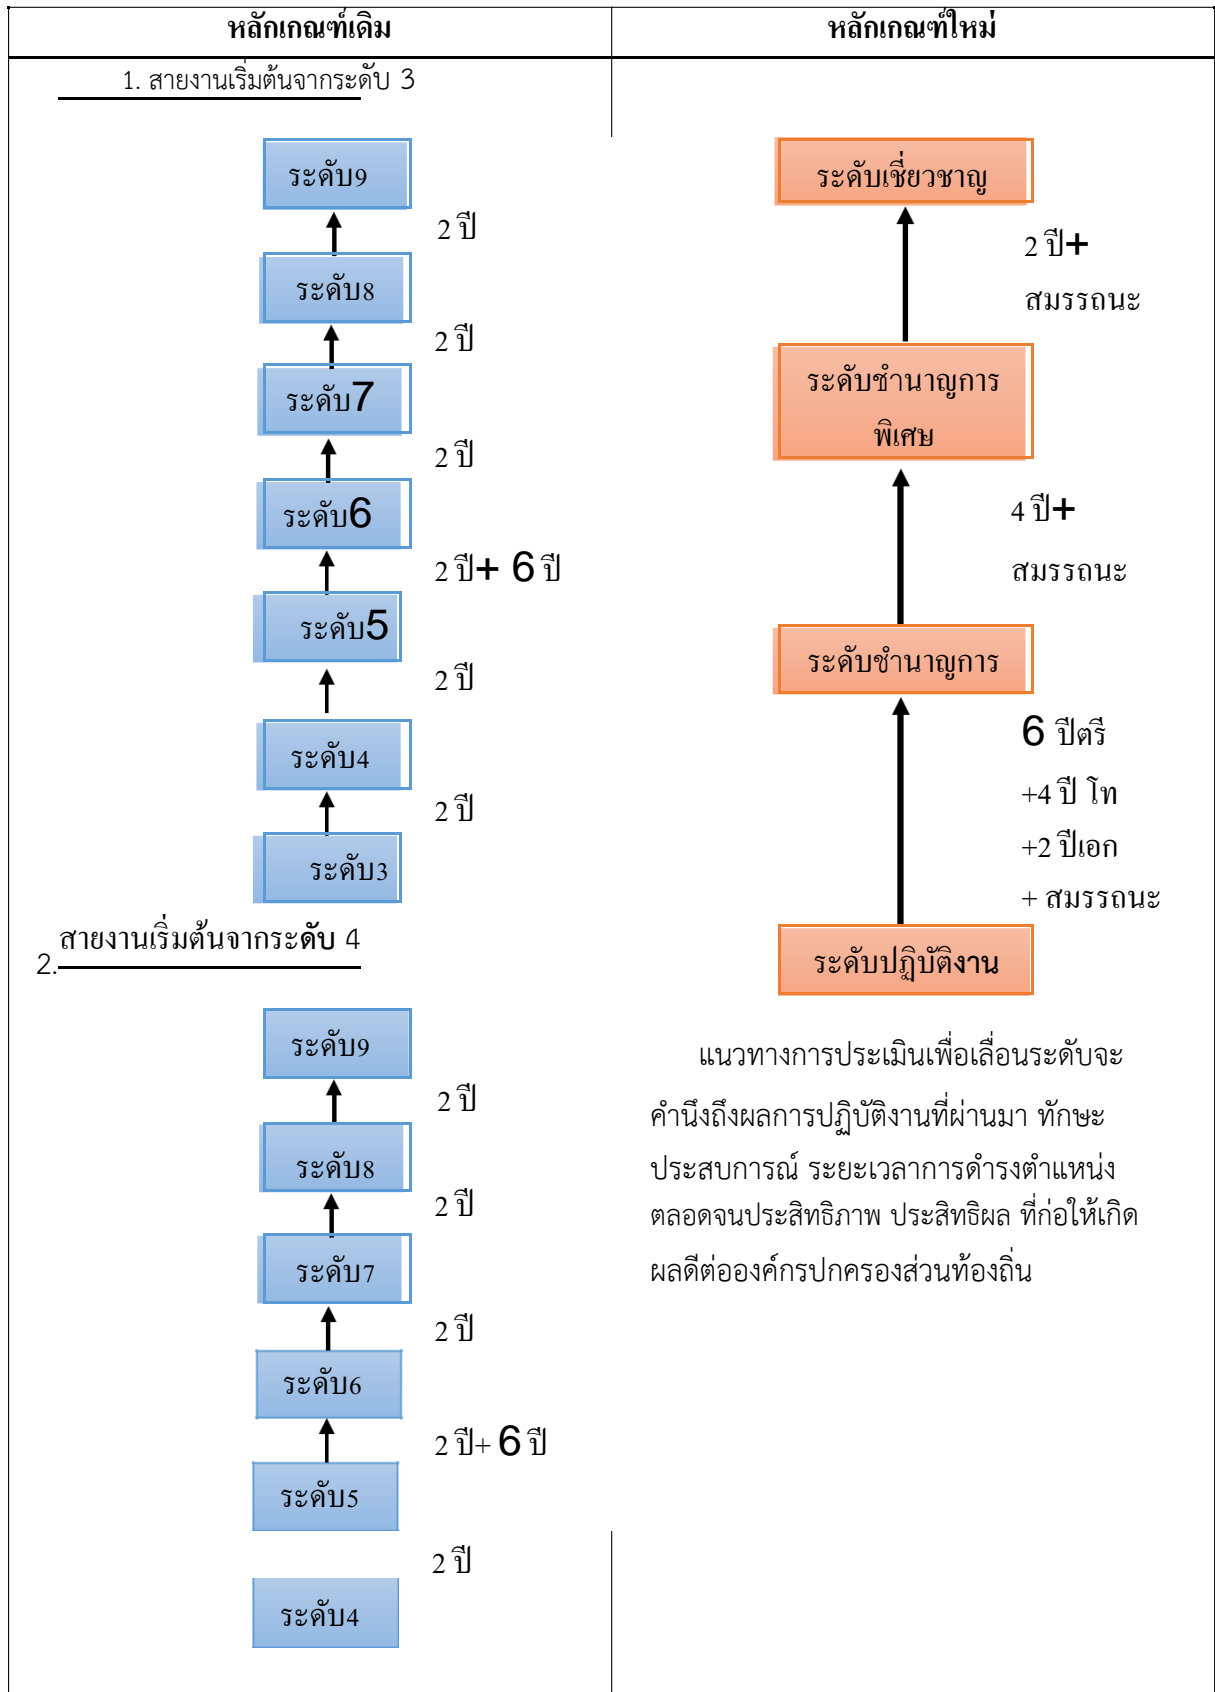 หลักเกณฑ์เดิม
1. สายงานเริ่มต้นจากระดับ 3
ระดับ9
2 ปี
ระดับ8
2 ปี
ระดับ7
2 ปี
ระดับ6
2 ปี+ 6 ปี
ระดับ5
2 ปี
ระดับ4
2 ปี
ระดับ3
2. สายงานเริ่มต้นจากระดับ 4
ระดับ9
2 ปี
ระดับ8
2 ปี
ระดับ7
2 ปี
ระดับ6
2 ปี+ 6 ปี
ระดับ5
2 ปี
ระดับ4
หลักเกณฑ์ใหม่
ระดับเชี่ยวชาญ
2 ปี+
สมรรถนะ
ระดับชำนาญการ
พิเศษ
4 ปี+
สมรรถนะ
ระดับชำนาญการ
6 ปีตรี
+4 ปี โท
+2 ปีเอก
+ สมรรถนะ
ระดับปฏิบัติงาน
แนวทางการประเมินเพื่อเลื่อนระดับจะ
คำนึงถึงผลการปฏิบัติงานที่ผ่านมา ทักษะ
ประสบการณ์ ระยะเวลาการดำรงตำแหน่ง
ตลอดจนประสิทธิภาพ ประสิทธิผล ที่ก่อให้เกิด
ผลดีต่อองค์กรปกครองส่วนท้องถิ่น